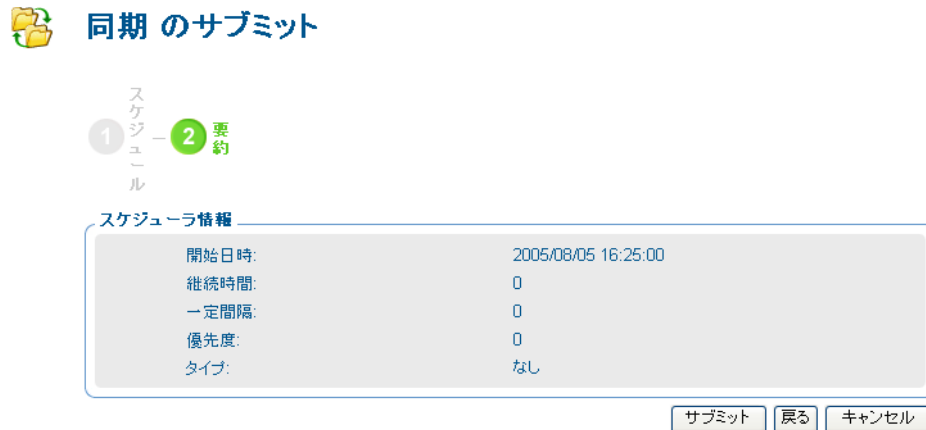 同期 のサブミット
1 スケジュール – 2 要約
スケジューラ情報
開始日時: 2005/08/05 16:25:00
継続時間: 0
一定間隔: 0
優先度: 0
タイプ: なし
サブミット 戻る キャンセル